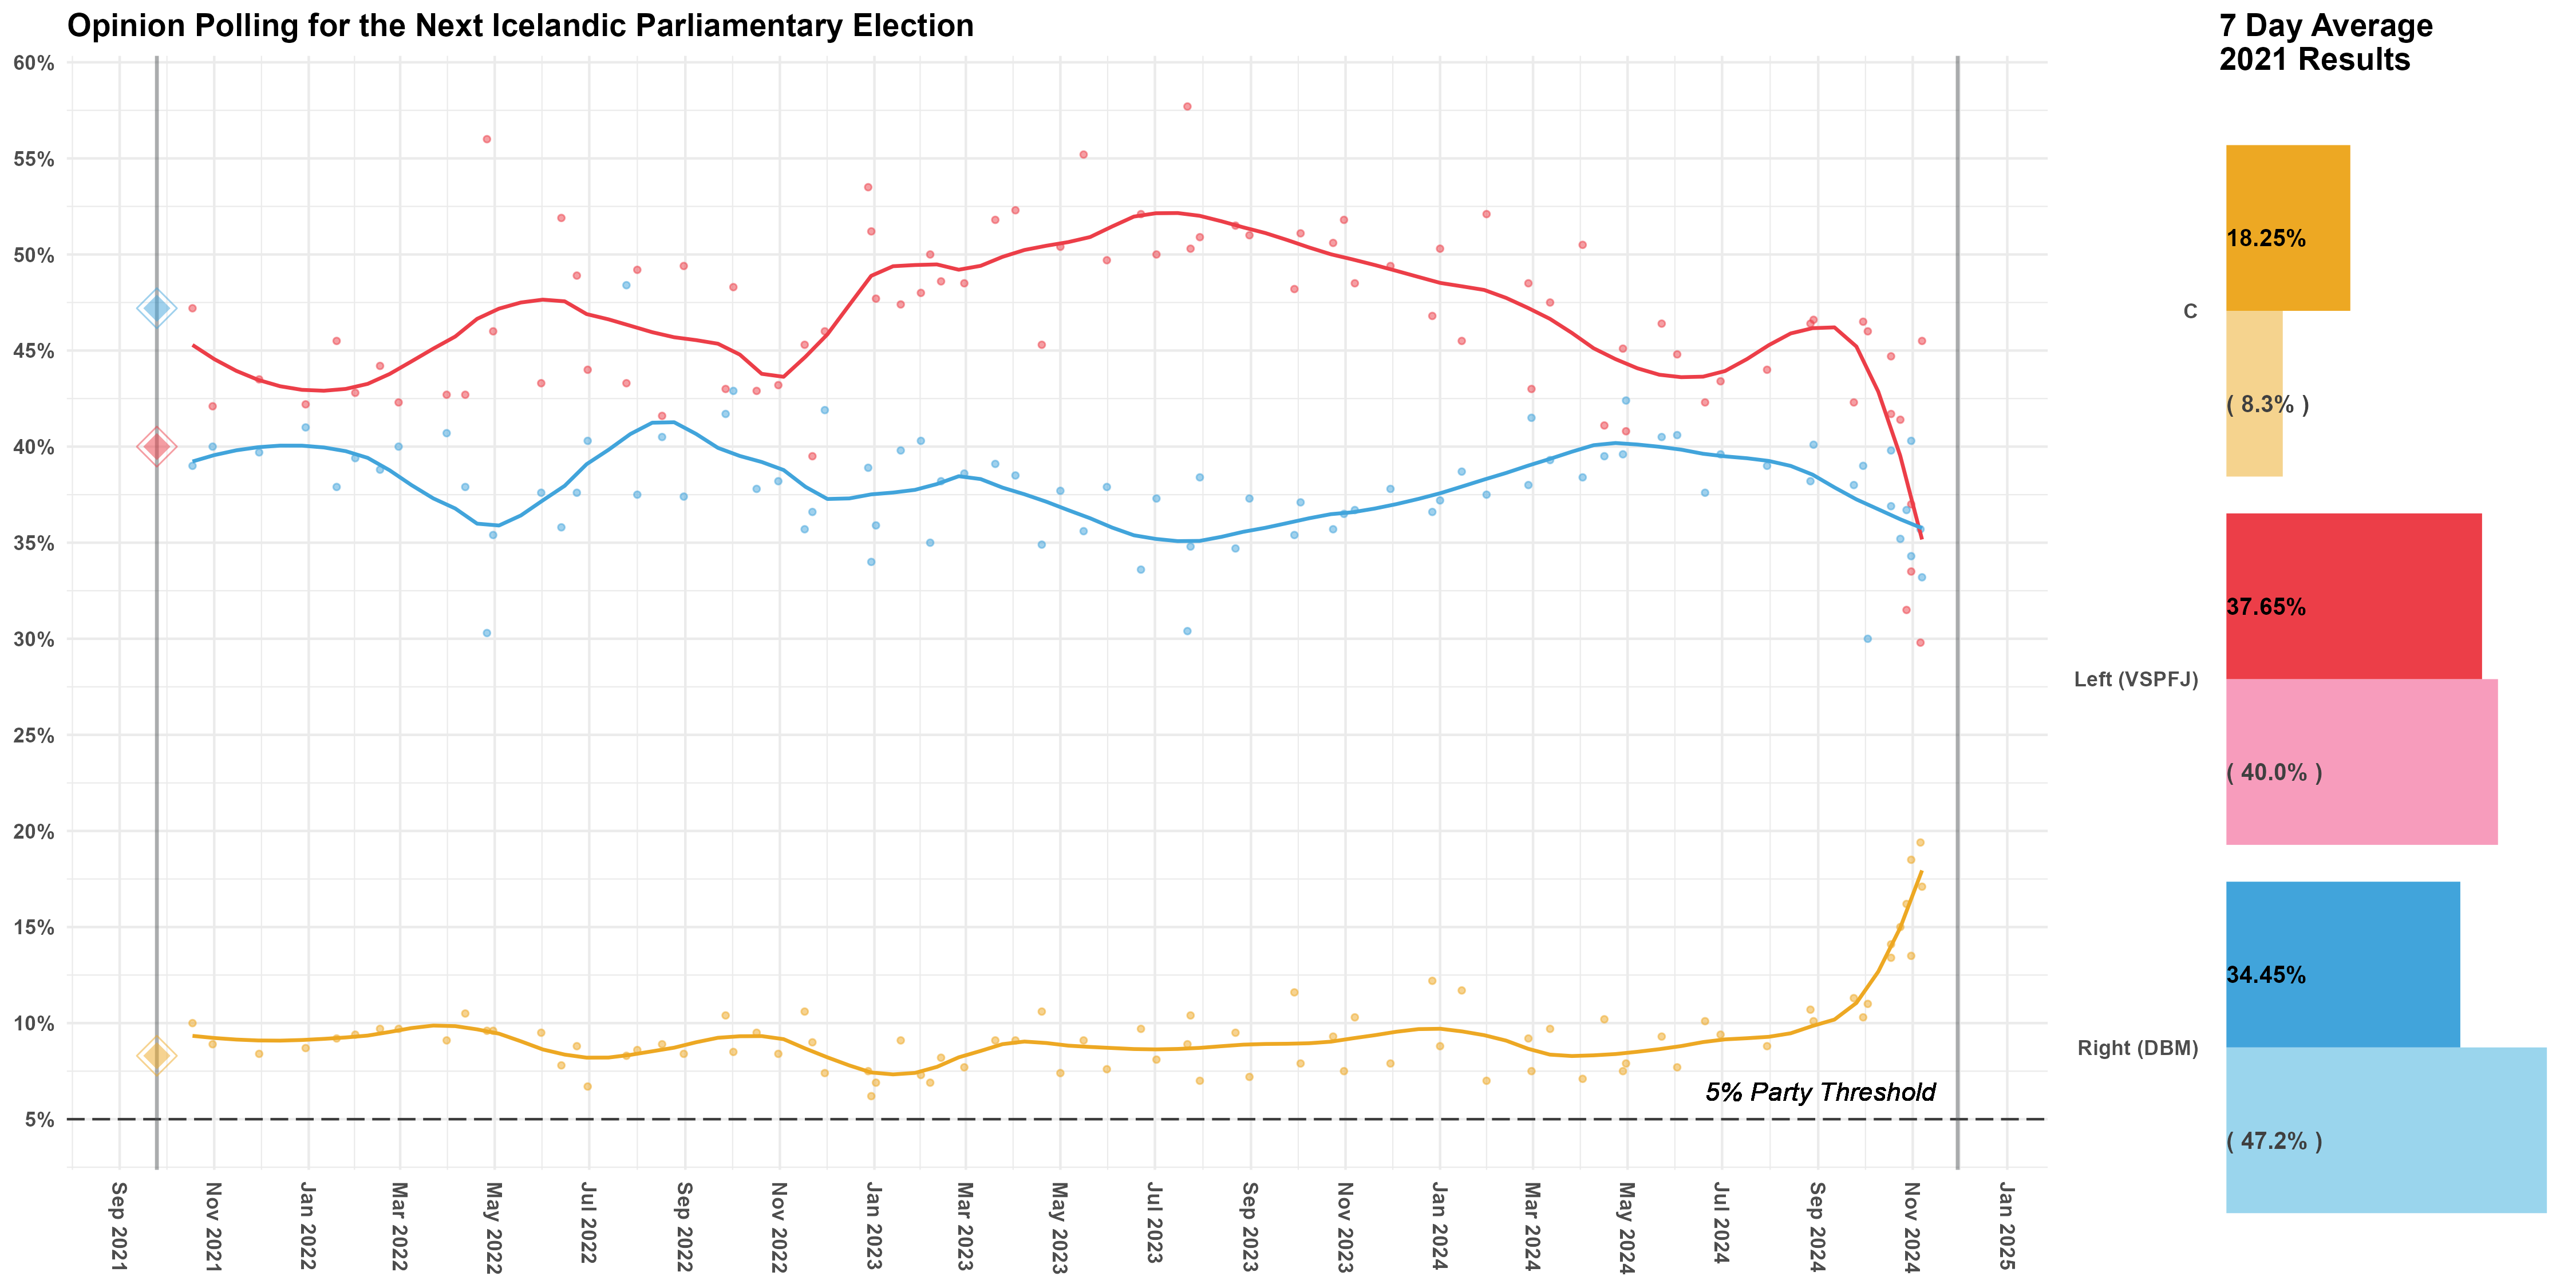 Opinion Polling for the Next Icelandic Parliamentary Election
7 Day Average
2021 Results
60%
55%
50%
45%
40%
35%
30%
25%
20%
15%
10%
5%
5% Party Threshold
Sep 2021
Nov 2021
Jan 2022
Mar 2022
May 2022
Jul 2022
Sep 2022
Nov 2022
Jan 2023
Mar 2023
May 2023
Jul 2023
Sep 2023
Nov 2023
Jan 2024
Mar 2024
May 2024
Jul 2024
Sep 2024
Nov 2024
Jan 2025
C
18.25%
( 8.3% )
Left (VSPFJ)
37.65%
( 40.0% )
Right (DBM)
34.45%
( 47.2% )